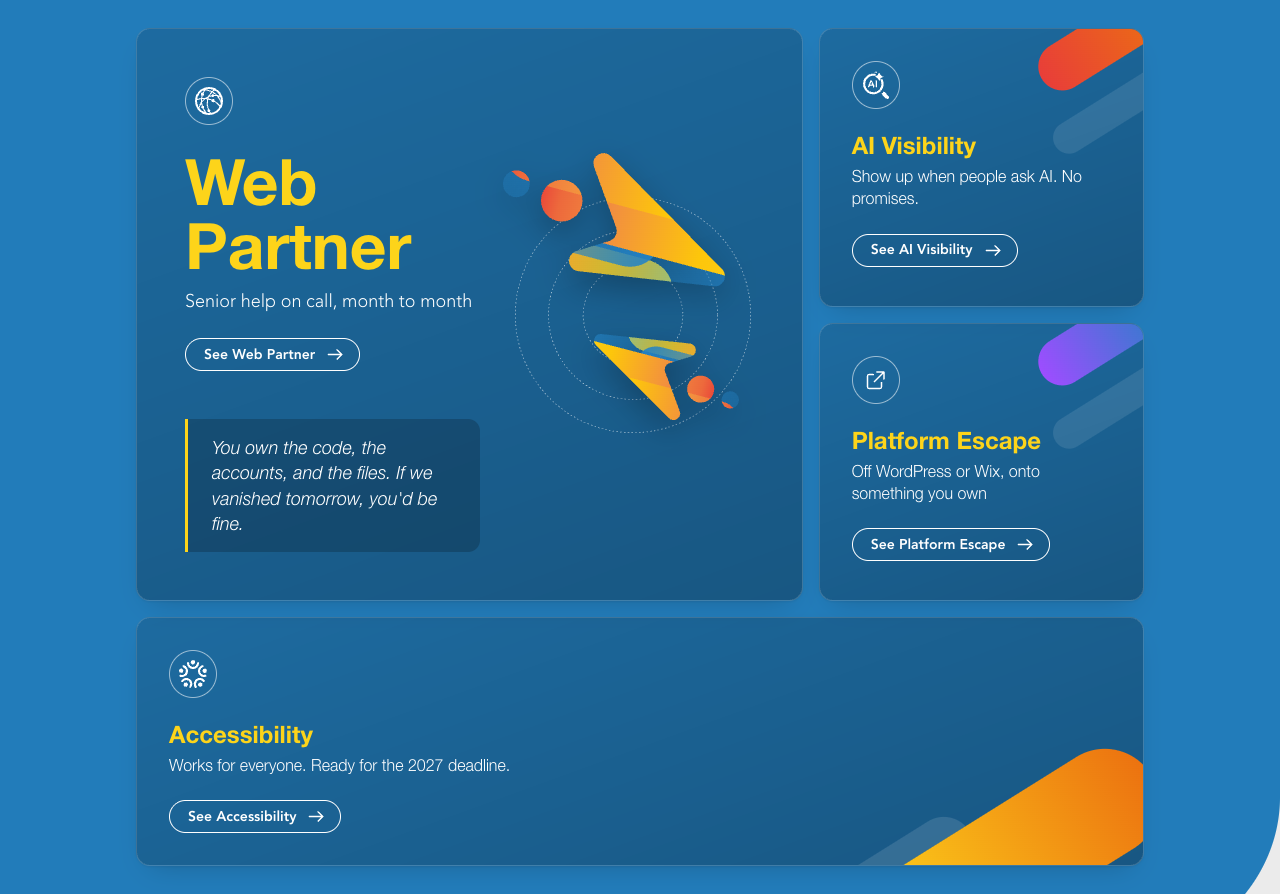 Web
Partner
Senior help on call, month to month
See Web Partner
You own the code, the
accounts, and the files. If we
vanished tomorrow, you'd be
fine.
AI
AI Visibility
Show up when people ask AI. No
promises.
See AI Visibility
Platform Escape
Off WordPress or Wix, onto
something you own
See Platform Escape
Accessibility
Works for everyone. Ready for the 2027 deadline.
See Accessibility